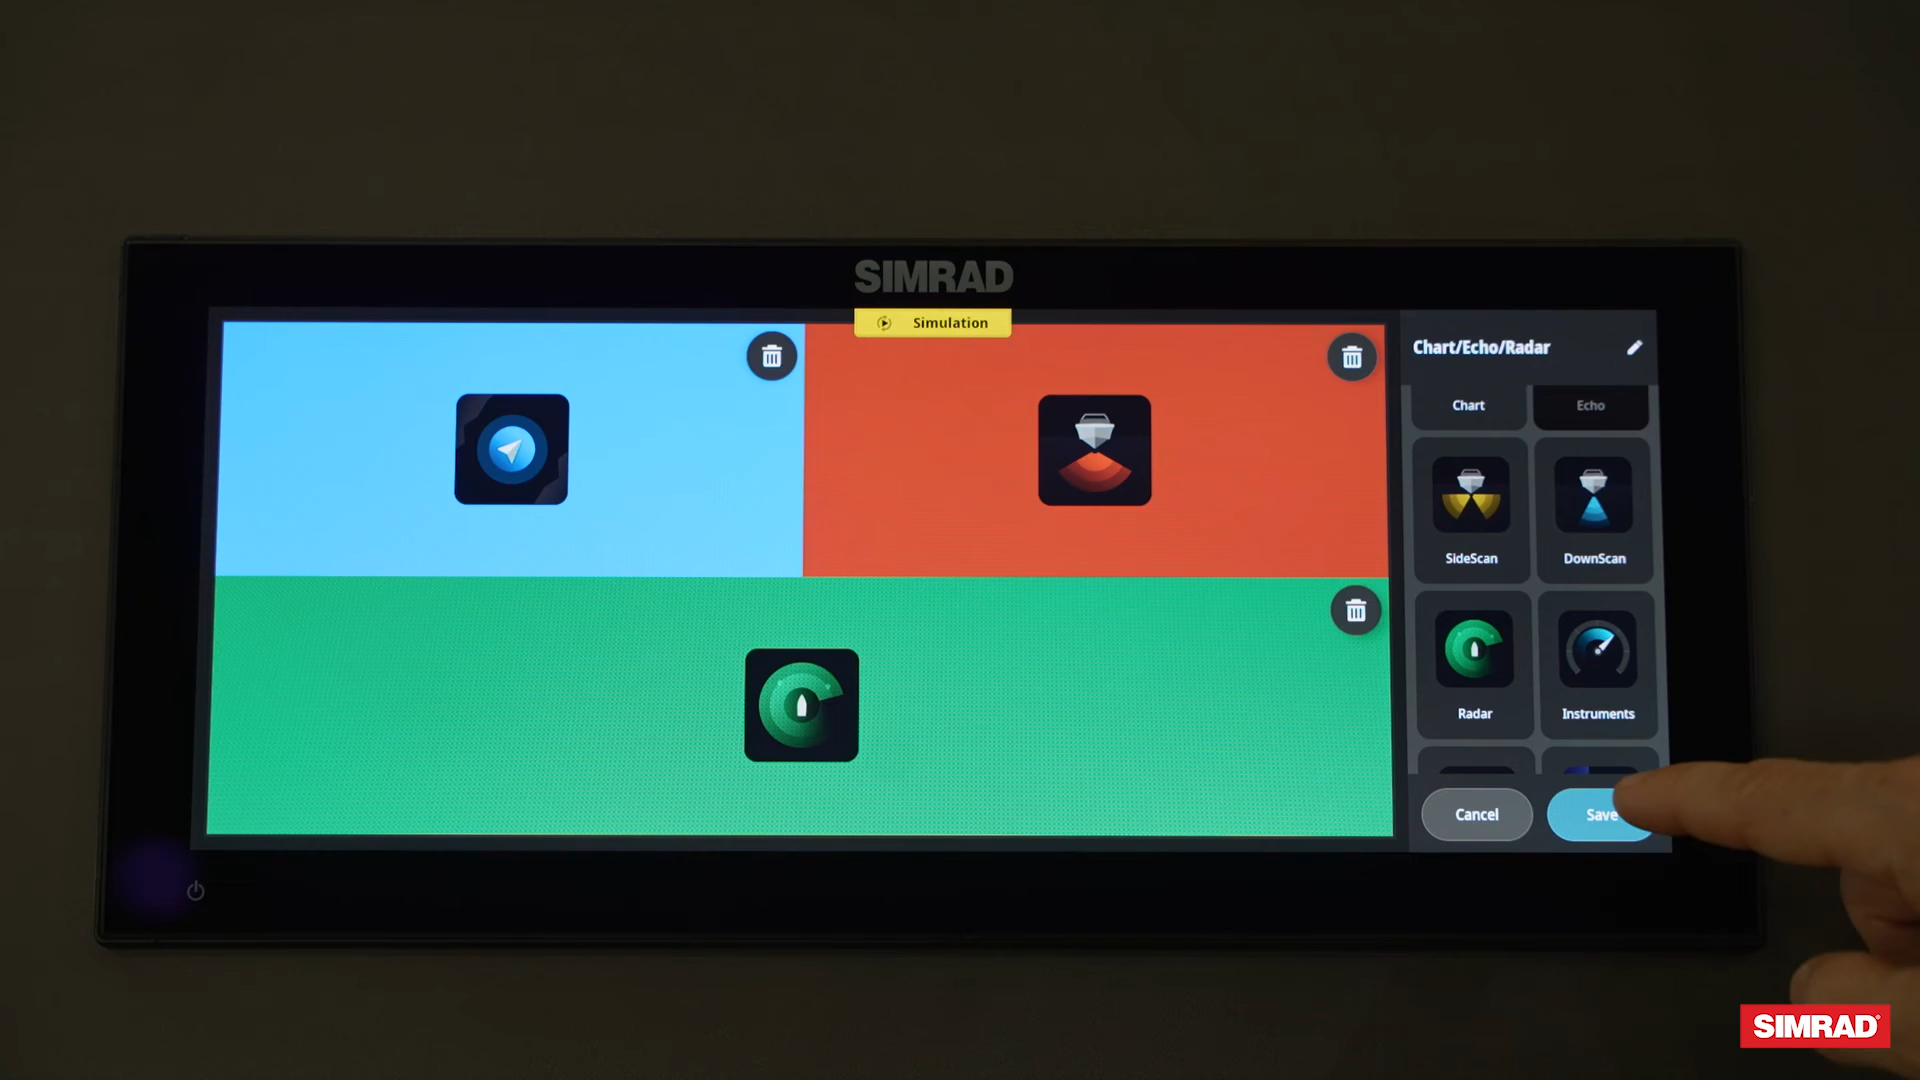 SIMRAD
Simulation
Chart/Echo/Radar
Chart
Echo
SideScan
DownScan
Radar
Instruments
Cancel
Save
SIMRAD